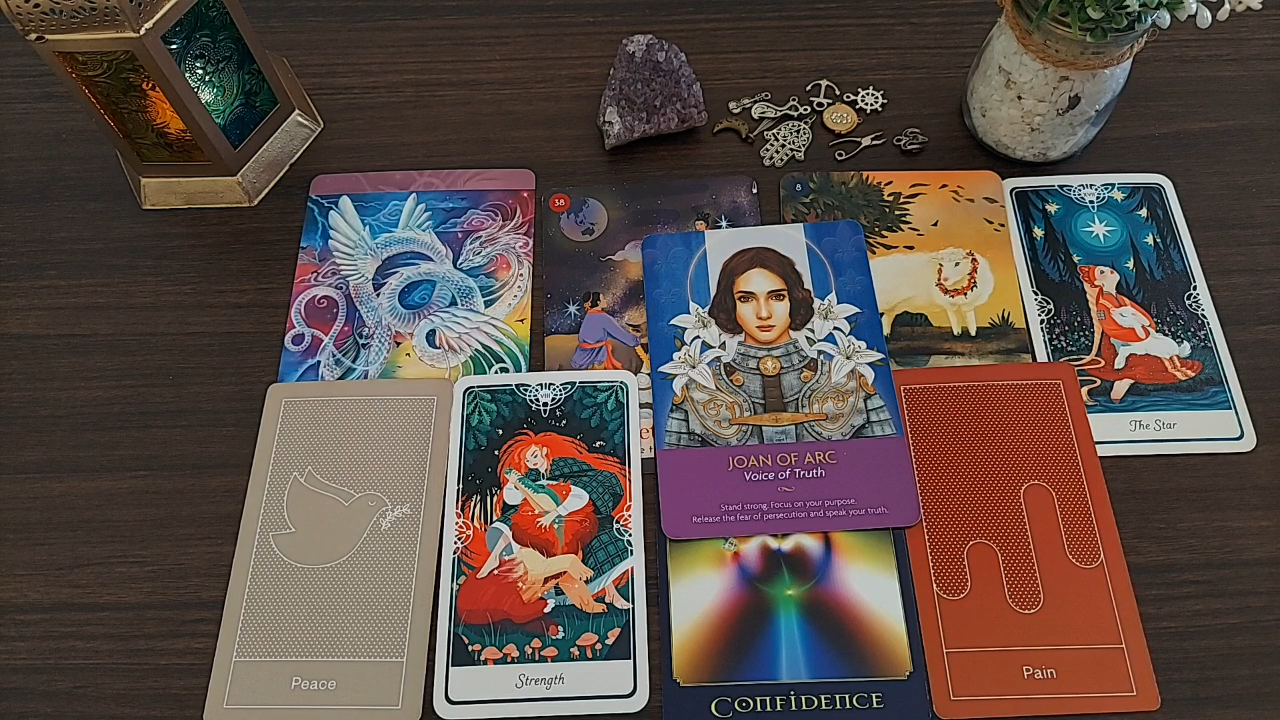 38
8
The Star
JOAN OF ARC
Voice of Truth
Stand strong. Focus on your purpose.
Release the fear of persecution and speak your truth.
VIII
Peace
Strength
CONFIDENCE
Pain